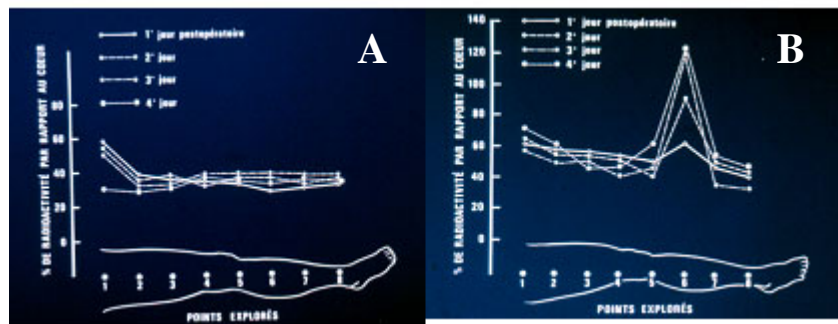 A
% DE RADIOACTIVITÉ PAR RAPPORT AU COEUR
1° jour postopératoire
2° jour
3° jour
4° jour
80
60
40
20
0
1 2 3 4 5 6 7 8
POINTS EXPLORÉS
B
% DE RADIOACTIVITÉ PAR RAPPORT AU COEUR
1° jour postopératoire
2° jour
3° jour
4° jour
140
120
100
80
60
40
20
0
1 2 3 4 5 6 7 8
POINTS EXPLORÉS